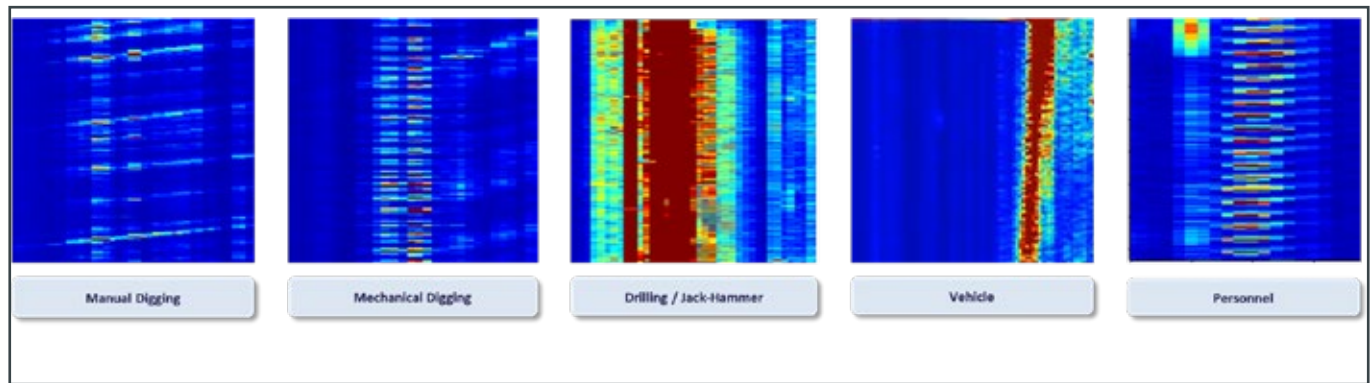 Manual Digging
Mechanical Digging
Drilling / Jack-Hammer
Vehicle
Personnel